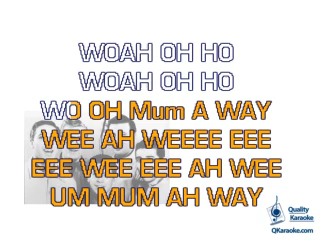 WOAH OH HO
WOAH OH HO
WO OH Mum A WAY
WEE AH WEEEE EEE
EEE WEE EEE AH WEE
UM MUM AH WAY
Quality
Karaoke
QKaraoke.com